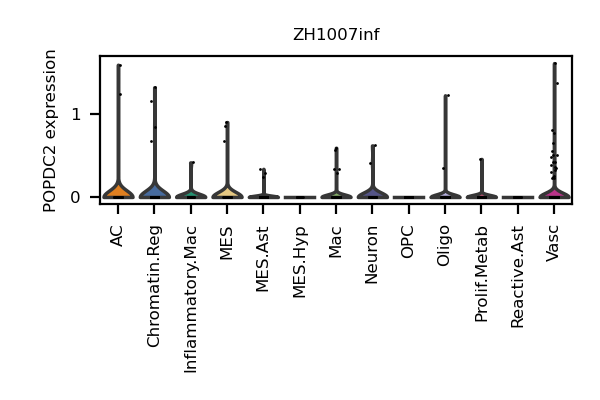 ZH1007inf
POPDC2 expression
1
0
AC
Chromatin.Reg
Inflammatory.Mac
MES
MES.Ast
MES.Hyp
Mac
Neuron
OPC
Oligo
Prolif.Metab
Reactive.Ast
Vasc